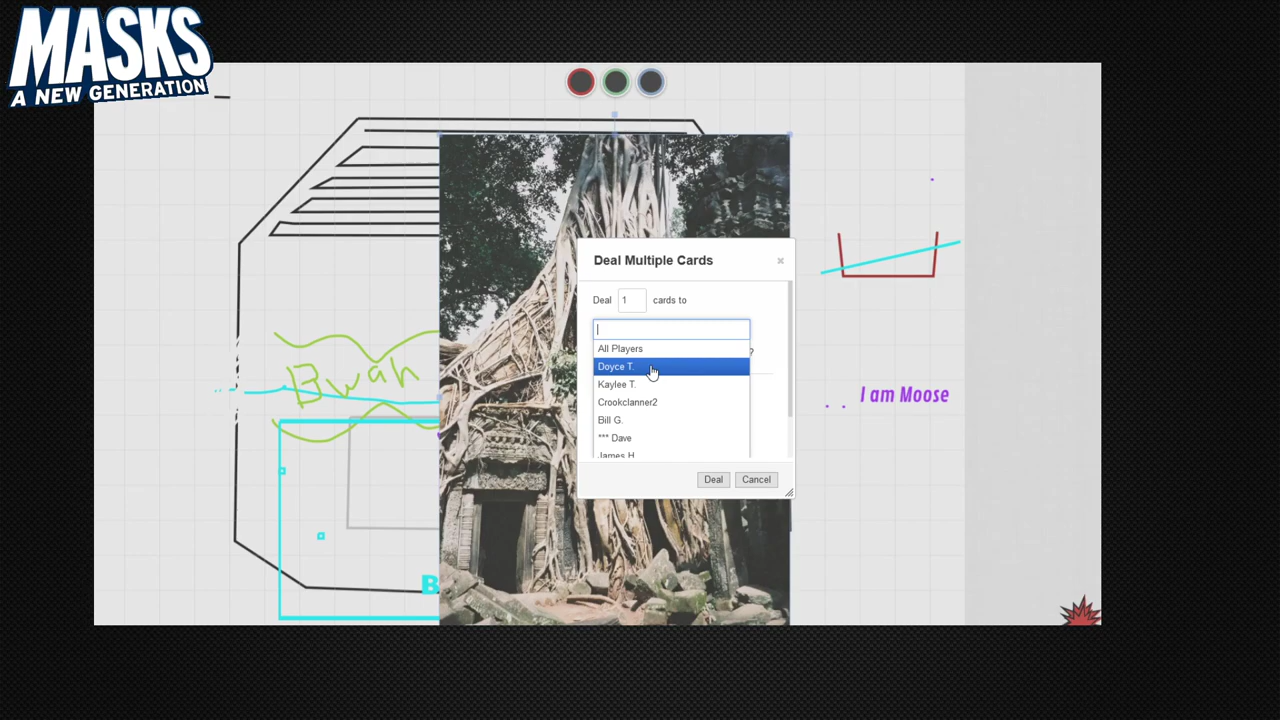 MASKS
A NEW GENERATION
Deal Multiple Cards
×
Deal 1 cards to
All Players
?
Doyce T.
Kaylee T.
Crookclanner2
Bill G.
*** Dave
James H
Deal
Cancel
Bwah
I am Moose
B